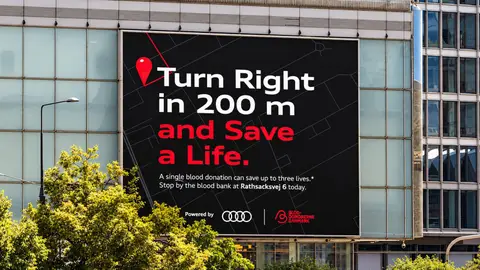 Turn Right
in 200 m
and Save
a Life.
A single blood donation can save up to three lives.*
Stop by the blood bank at Rathsacksvej 6 today.
Powered by